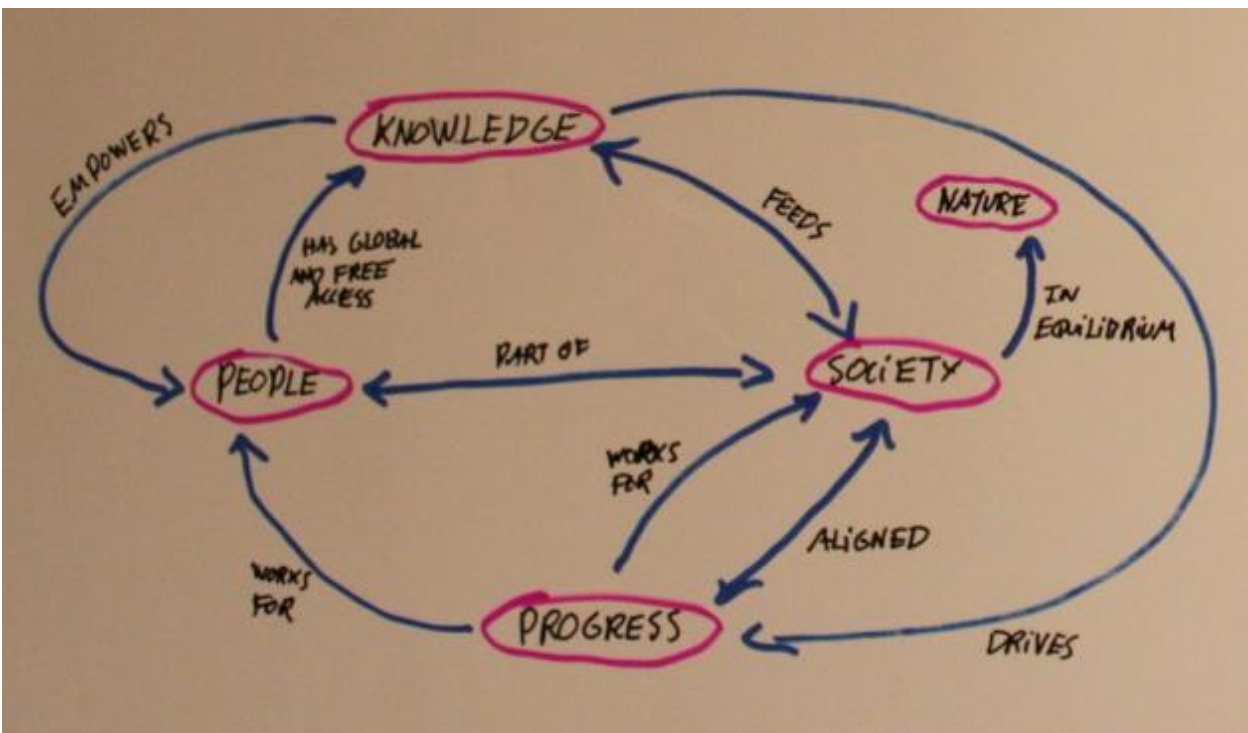 KNOWLEDGE
EMPOWERS
FEEDS
NATURE
HAS GLOBAL
AND FREE
ACCESS
IN
EQUILIBRIUM
PART OF
PEOPLE
SOCIETY
WORKS
FOR
ALIGNED
WORKS
FOR
PROGRESS
DRIVES